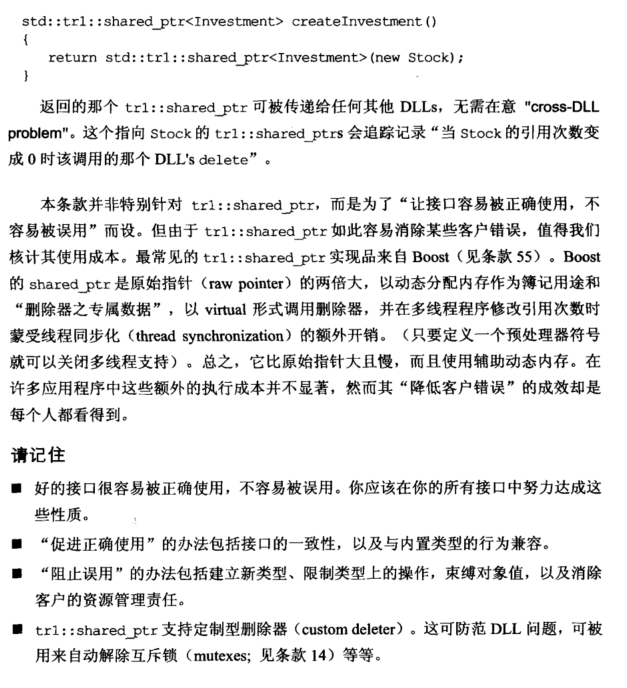 std::tr1::shared_ptr<Investment> createInvestment()
{
return std::tr1::shared_ptr<Investment>(new Stock);
}
返回的那个 tr1::shared_ptr 可被传递给任何其他 DLLs，无需在意 "cross-DLL
problem"。这个指向 Stock 的 tr1::shared_ptrs 会追踪记录“当 Stock 的引用次数变
成 0 时该调用的那个 DLL's delete”。
本条款并非特别针对 tr1::shared_ptr，而是为了“让接口容易被正确使用，不
容易被误用”而设。但由于 tr1::shared_ptr 如此容易消除某些客户错误，值得我们
核计其使用成本。最常见的 tr1::shared_ptr 实现品来自 Boost（见条款 55）。Boost
的 shared_ptr 是原始指针（raw pointer）的两倍大，以动态分配内存作为簿记用途和
“删除器之专属数据”，以 virtual 形式调用删除器，并在多线程程序修改引用次数时
蒙受线程同步化（thread synchronization）的额外开销。（只要定义一个预处理器符号
就可以关闭多线程支持）。总之，它比原始指针大且慢，而且使用辅助动态内存。在
许多应用程序中这些额外的执行成本并不显著，然而其“降低客户错误”的成效却是
每个人都看得到。
请记住
■ 好的接口很容易被正确使用，不容易被误用。你应该在你的所有接口中努力达成这
些性质。
■ “促进正确使用”的办法包括接口的一致性，以及与内置类型的行为兼容。
■ “阻止误用”的办法包括建立新类型、限制类型上的操作，束缚对象值，以及消除
客户的资源管理责任。
■ tr1::shared_ptr 支持定制型删除器（custom deleter）。这可防范 DLL 问题，可被
用来自动解除互斥锁（mutexes; 见条款 14）等等。